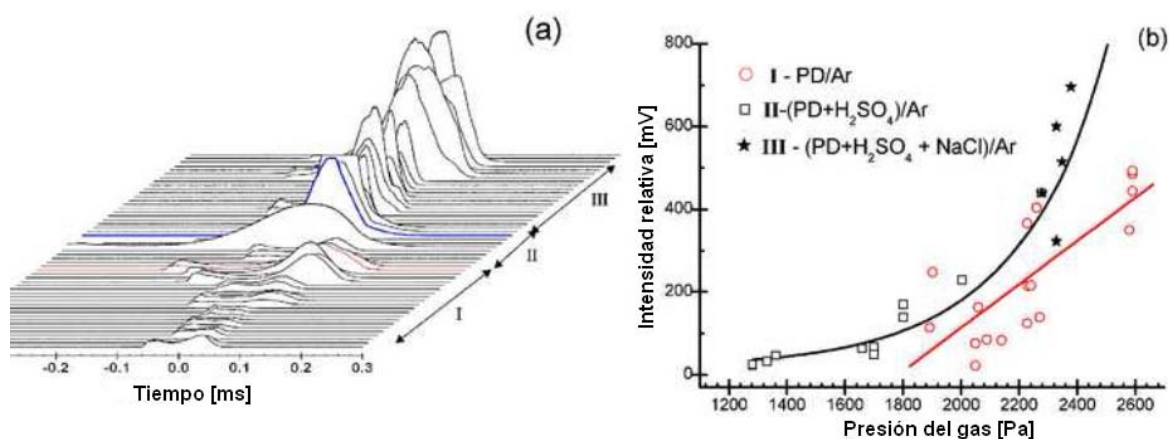 (a)
III
II
I
-0.2 -0.1 0.0 0.1 0.2 0.3
Tiempo [ms]
(b)
800
600
400
200
0
Intensidad relativa [mV]
I - PD/Ar
II-(PD+H₂SO₄)/Ar
III - (PD+H₂SO₄ + NaCl)/Ar
1200 1400 1600 1800 2000 2200 2400 2600
Presión del gas [Pa]